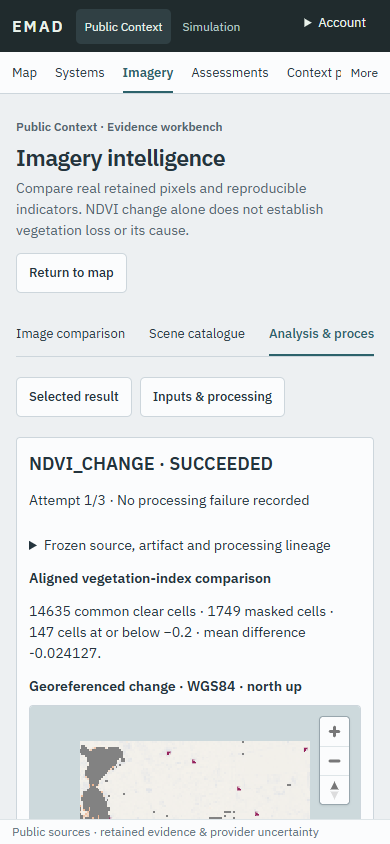 EMAD Public Context Simulation ▶ Account
Map Systems Imagery Assessments Context p More
Public Context · Evidence workbench
Imagery intelligence
Compare real retained pixels and reproducible
indicators. NDVI change alone does not establish
vegetation loss or its cause.
Return to map
Image comparison Scene catalogue Analysis & proces
Selected result Inputs & processing
NDVI_CHANGE · SUCCEEDED
Attempt 1/3 · No processing failure recorded
▶ Frozen source, artifact and processing lineage
Aligned vegetation-index comparison
14635 common clear cells · 1749 masked cells ·
147 cells at or below −0.2 · mean difference
-0.024127.
Georeferenced change · WGS84 · north up
Public sources · retained evidence & provider uncertainty